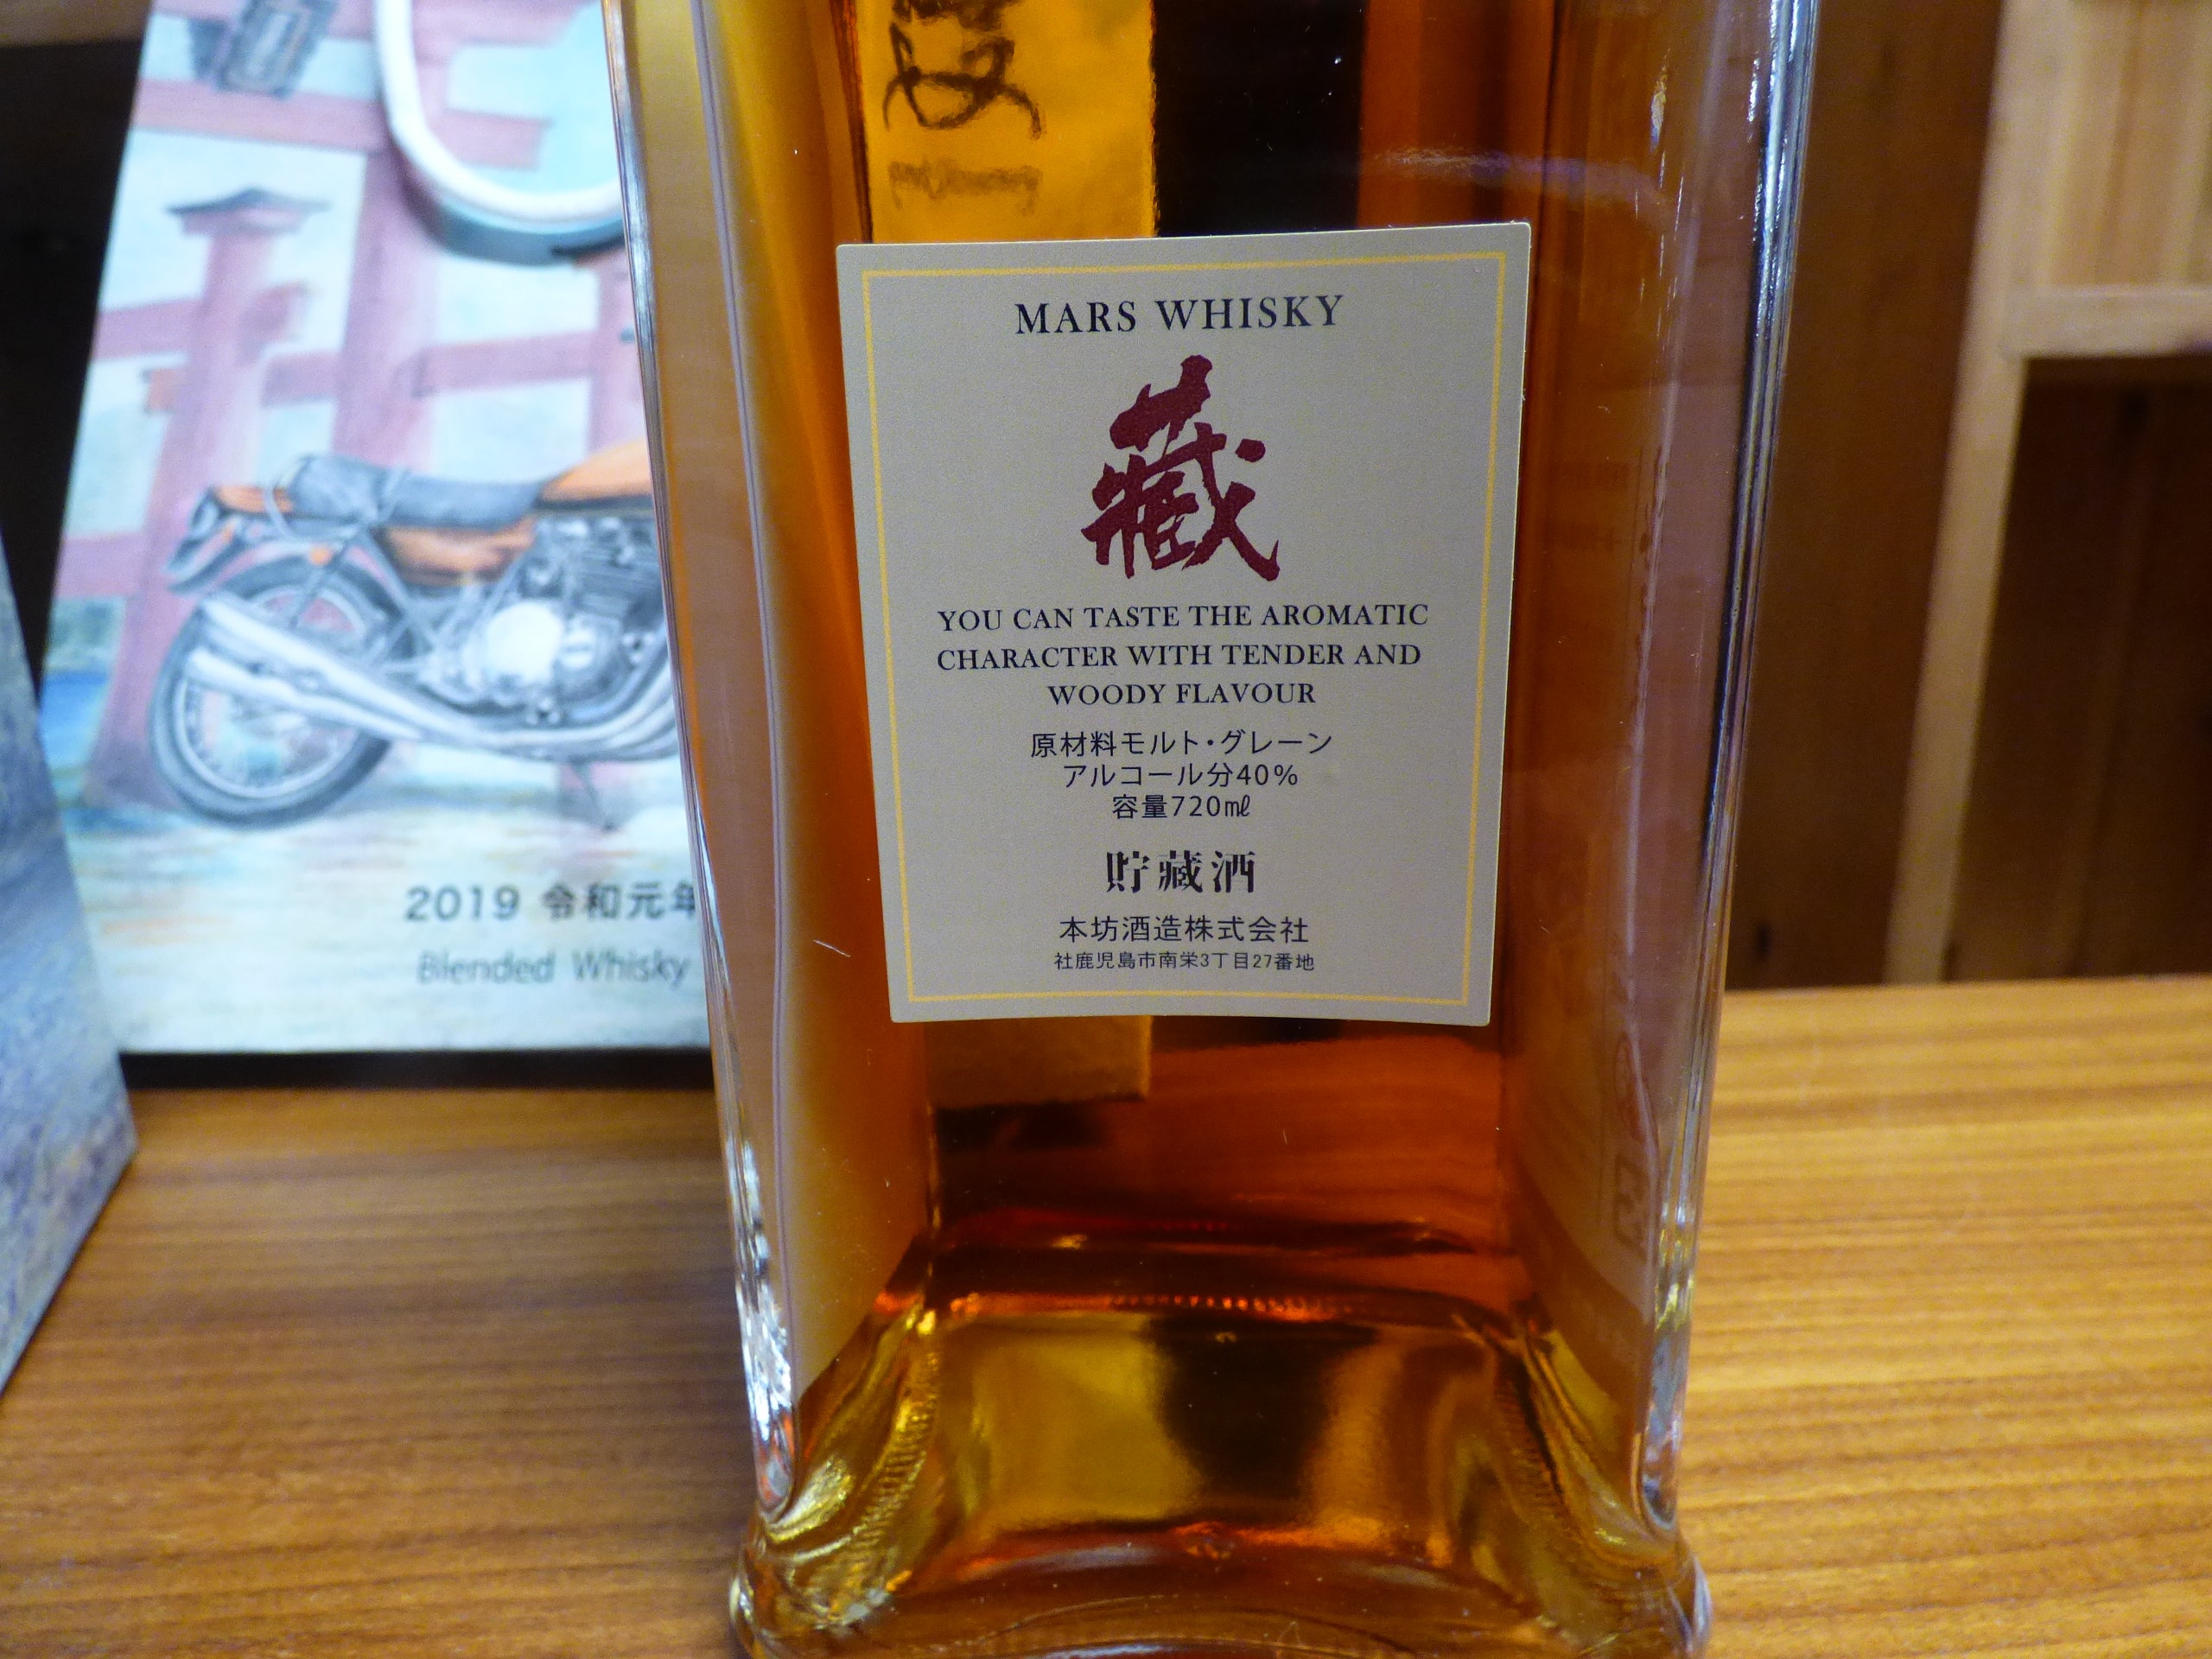 MARS WHISKY
藏
YOU CAN TASTE THE AROMATIC
CHARACTER WITH TENDER AND
WOODY FLAVOUR
原材料モルト・グレーン
アルコール分40%
容量720㎖
貯藏酒
本坊酒造株式会社
社鹿児島市南栄3丁目27番地
2019 令和元年
Blended Whisky